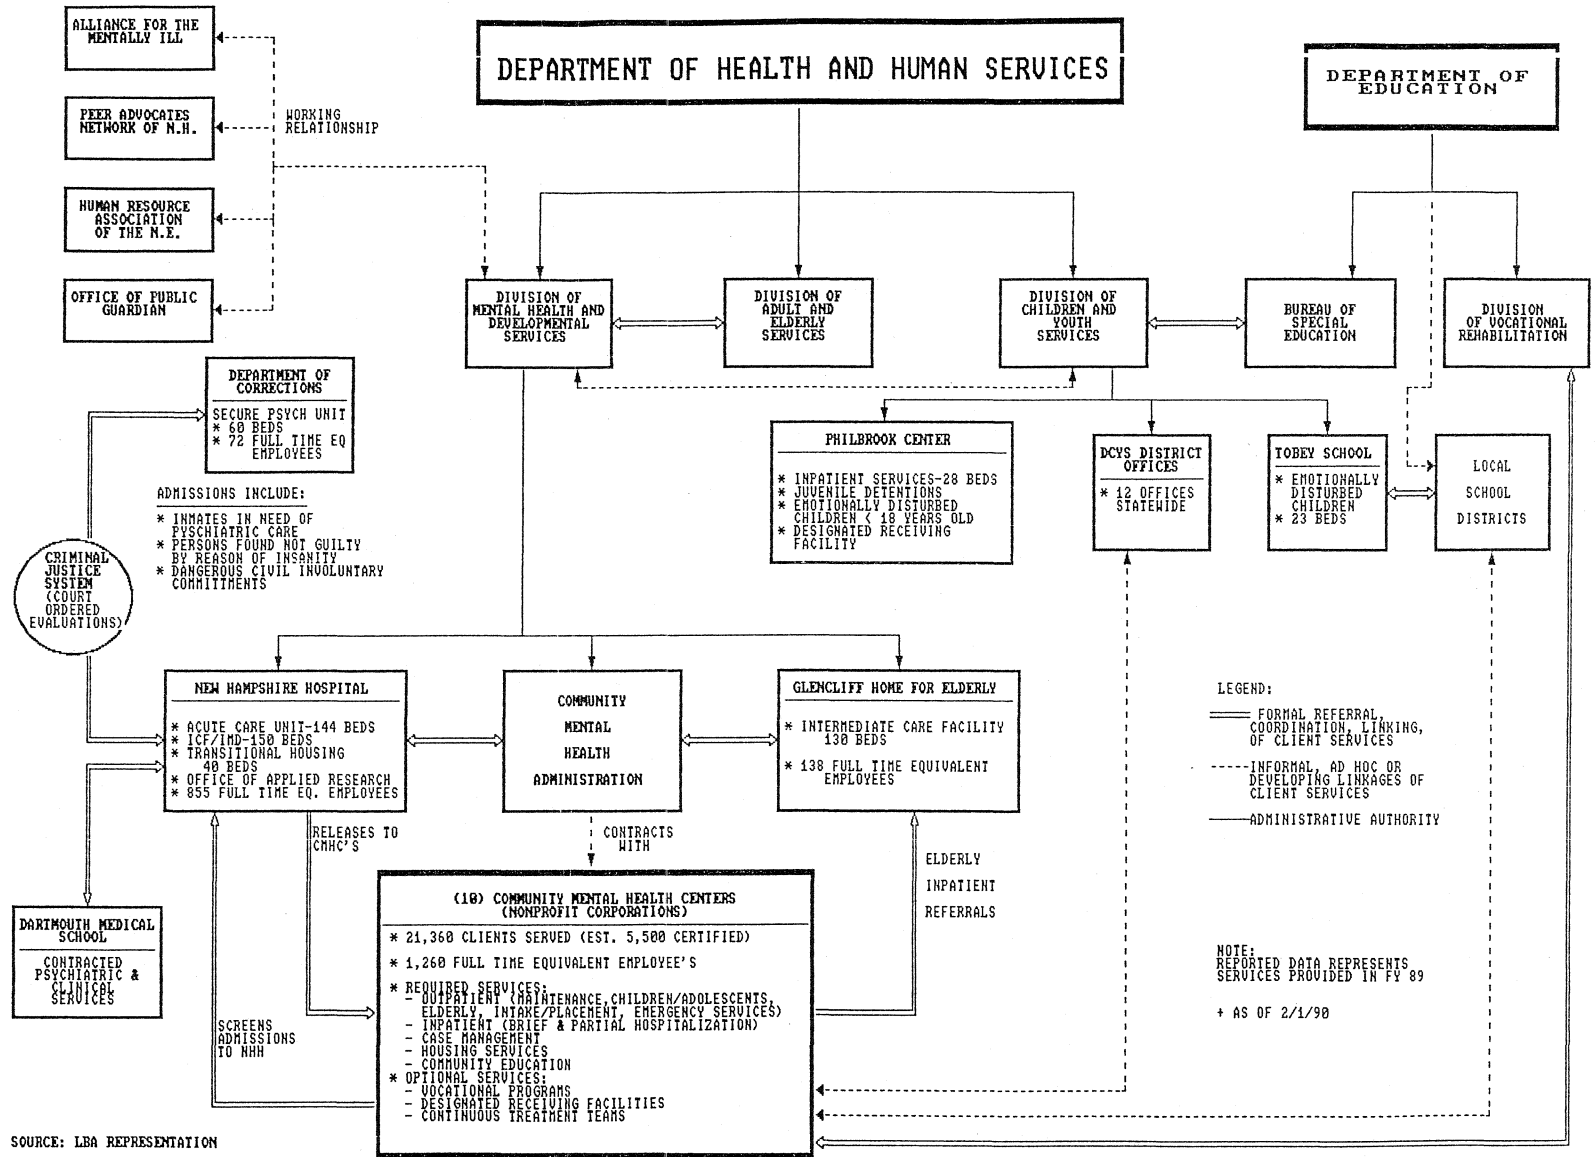 ALLIANCE FOR THE
MENTALLY ILL
PEER ADVOCATES
NETWORK OF N.H.
HUMAN RESOURCE
ASSOCIATION
OF THE N.E.
OFFICE OF PUBLIC
GUARDIAN
WORKING
RELATIONSHIP
DEPARTMENT OF HEALTH AND HUMAN SERVICES
DEPARTMENT OF
EDUCATION
DIVISION OF
MENTAL HEALTH AND
DEVELOPMENTAL
SERVICES
DIVISION OF
ADULT AND
ELDERLY
SERVICES
DIVISION OF
CHILDREN AND
YOUTH
SERVICES
BUREAU OF
SPECIAL
EDUCATION
DIVISION
OF VOCATIONAL
REHABILITATION
DEPARTMENT OF
CORRECTIONS
SECURE PSYCH UNIT
* 60 BEDS
* 72 FULL TIME EQ
EMPLOYEES
ADMISSIONS INCLUDE:
* INMATES IN NEED OF
PYSCHIATRIC CARE
* PERSONS FOUND NOT GUILTY
BY REASON OF INSANITY
* DANGEROUS CIVIL INVOLUNTARY
COMMITTMENTS
CRIMINAL
JUSTICE
SYSTEM
(COURT
ORDERED
EVALUATIONS)
PHILBROOK CENTER
* INPATIENT SERVICES-28 BEDS
* JUVENILE DETENTIONS
* EMOTIONALLY DISTURBED
CHILDREN < 18 YEARS OLD
* DESIGNATED RECEIVING
FACILITY
DCYS DISTRICT
OFFICES
* 12 OFFICES
STATEWIDE
TOBEY SCHOOL
* EMOTIONALLY
DISTURBED
CHILDREN
* 23 BEDS
LOCAL
SCHOOL
DISTRICTS
NEW HAMPSHIRE HOSPITAL
* ACUTE CARE UNIT-144 BEDS
* ICF/IMD-150 BEDS
* TRANSITIONAL HOUSING
40 BEDS
* OFFICE OF APPLIED RESEARCH
* 855 FULL TIME EQ. EMPLOYEES
COMMUNITY
MENTAL
HEALTH
ADMINISTRATION
GLENCLIFF HOME FOR ELDERLY
* INTERMEDIATE CARE FACILITY
130 BEDS
* 138 FULL TIME EQUIVALENT
EMPLOYEES
LEGEND:
FORMAL REFERRAL,
COORDINATION, LINKING,
OF CLIENT SERVICES
INFORMAL, AD HOC OR
DEVELOPING LINKAGES OF
CLIENT SERVICES
ADMINISTRATIVE AUTHORITY
RELEASES TO
CMHC'S
CONTRACTS
WITH
ELDERLY
INPATIENT
REFERRALS
DARTMOUTH MEDICAL
SCHOOL
CONTRACTED
PSYCHIATRIC &
CLINICAL
SERVICES
(10) COMMUNITY MENTAL HEALTH CENTERS
(NONPROFIT CORPORATIONS)
* 21,360 CLIENTS SERVED (EST. 5,500 CERTIFIED)
* 1,260 FULL TIME EQUIVALENT EMPLOYEE'S
* REQUIRED SERVICES:
- OUTPATIENT (MAINTENANCE,CHILDREN/ADOLESCENTS,
ELDERLY, INTAKE/PLACEMENT, EMERGENCY SERVICES)
- INPATIENT (BRIEF & PARTIAL HOSPITALIZATION)
- CASE MANAGEMENT
- HOUSING SERVICES
- COMMUNITY EDUCATION
* OPTIONAL SERVICES:
- VOCATIONAL PROGRAMS
- DESIGNATED RECEIVING FACILITIES
- CONTINUOUS TREATMENT TEAMS
SCREENS
ADMISSIONS
TO NHH
NOTE:
REPORTED DATA REPRESENTS
SERVICES PROVIDED IN FY 89
+ AS OF 2/1/90
SOURCE: LBA REPRESENTATION